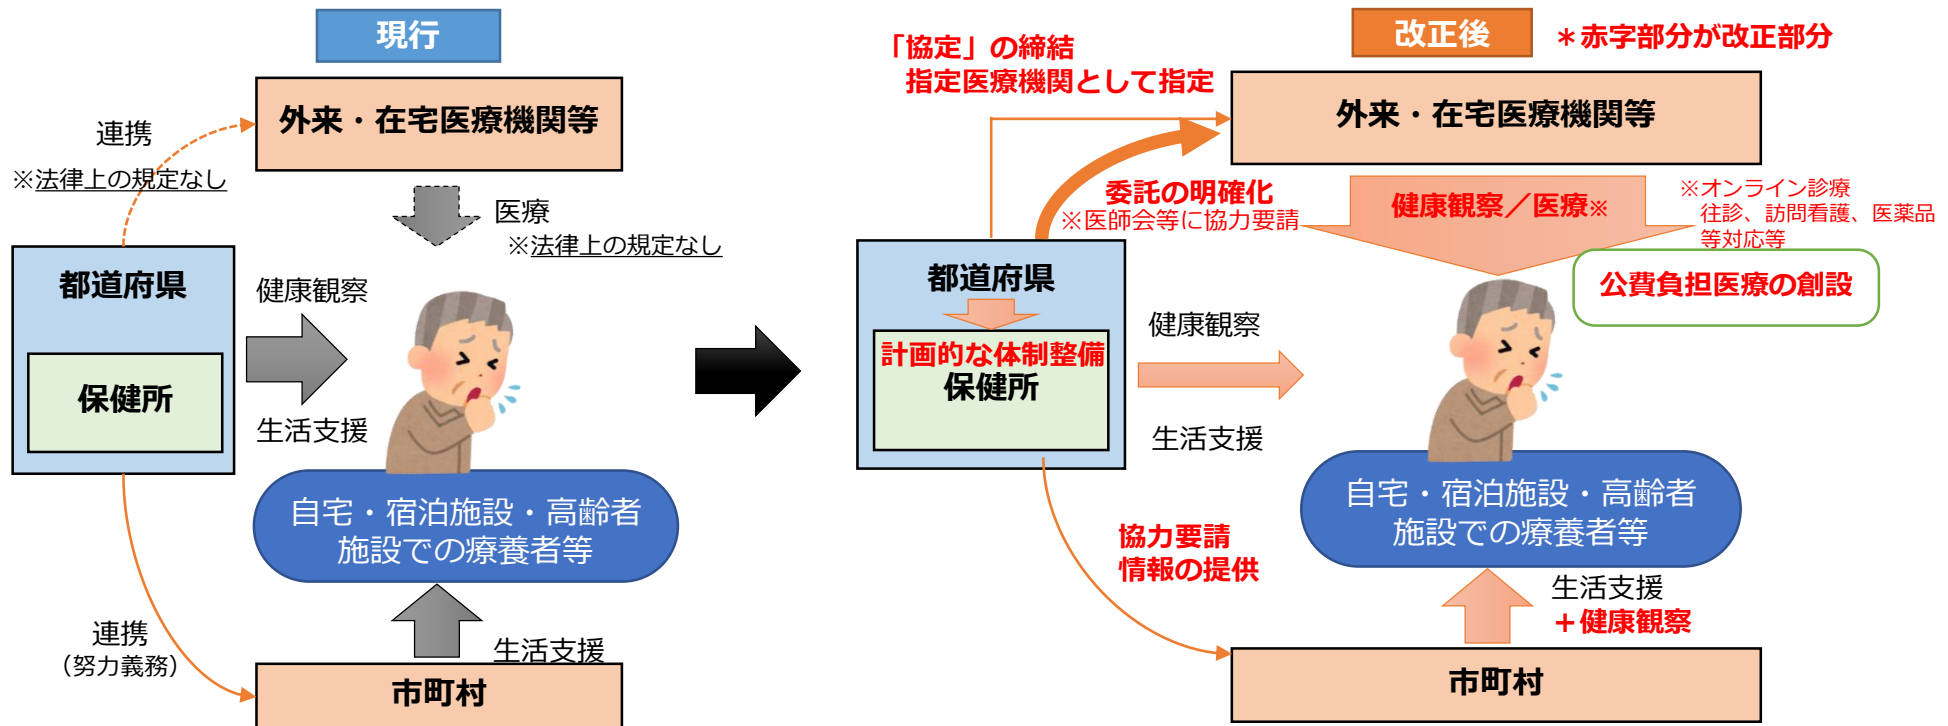 現行
外来・在宅医療機関等
連携
※法律上の規定なし
医療
※法律上の規定なし
都道府県
保健所
健康観察
生活支援
自宅・宿泊施設・高齢者
施設での療養者等
連携
（努力義務）
生活支援
市町村
改正後
＊赤字部分が改正部分
「協定」の締結
指定医療機関として指定
外来・在宅医療機関等
委託の明確化
※医師会等に協力要請
健康観察／医療※
※オンライン診療
往診、訪問看護、医薬品
等対応等
公費負担医療の創設
都道府県
計画的な体制整備
保健所
健康観察
生活支援
自宅・宿泊施設・高齢者
施設での療養者等
協力要請
情報の提供
生活支援
＋健康観察
市町村